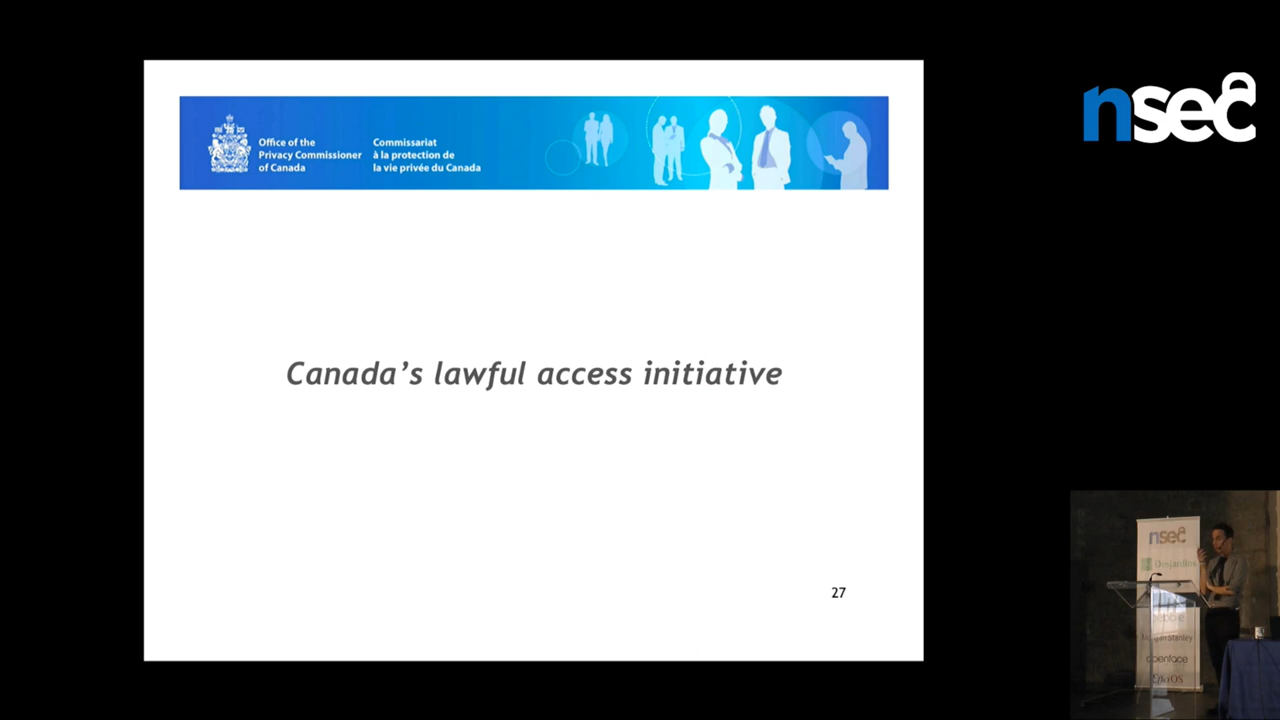 Office of the
Privacy Commissioner
of Canada
Commissariat
à la protection de
la vie privée du Canada
nsec
Canada’s lawful access initiative
27
nsec
Desjardins
Morgan Stanley